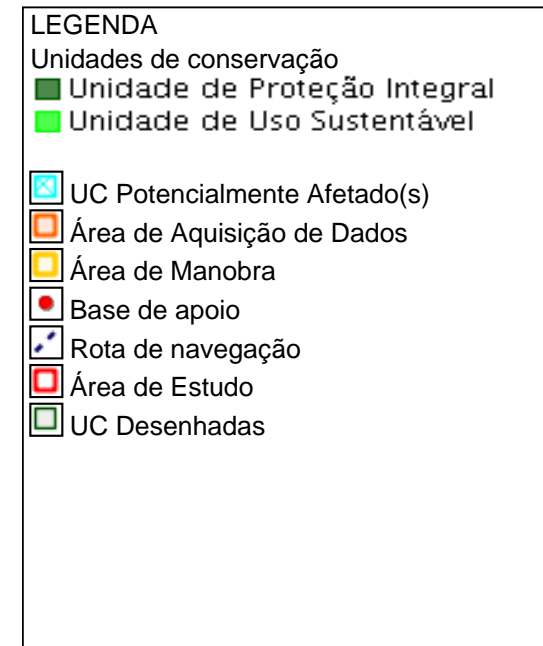 LEGENDA
Unidades de conservação
Unidade de Proteção Integral
Unidade de Uso Sustentável
UC Potencialmente Afetado(s)
Área de Aquisição de Dados
Área de Manobra
Base de apoio
Rota de navegação
Área de Estudo
UC Desenhadas